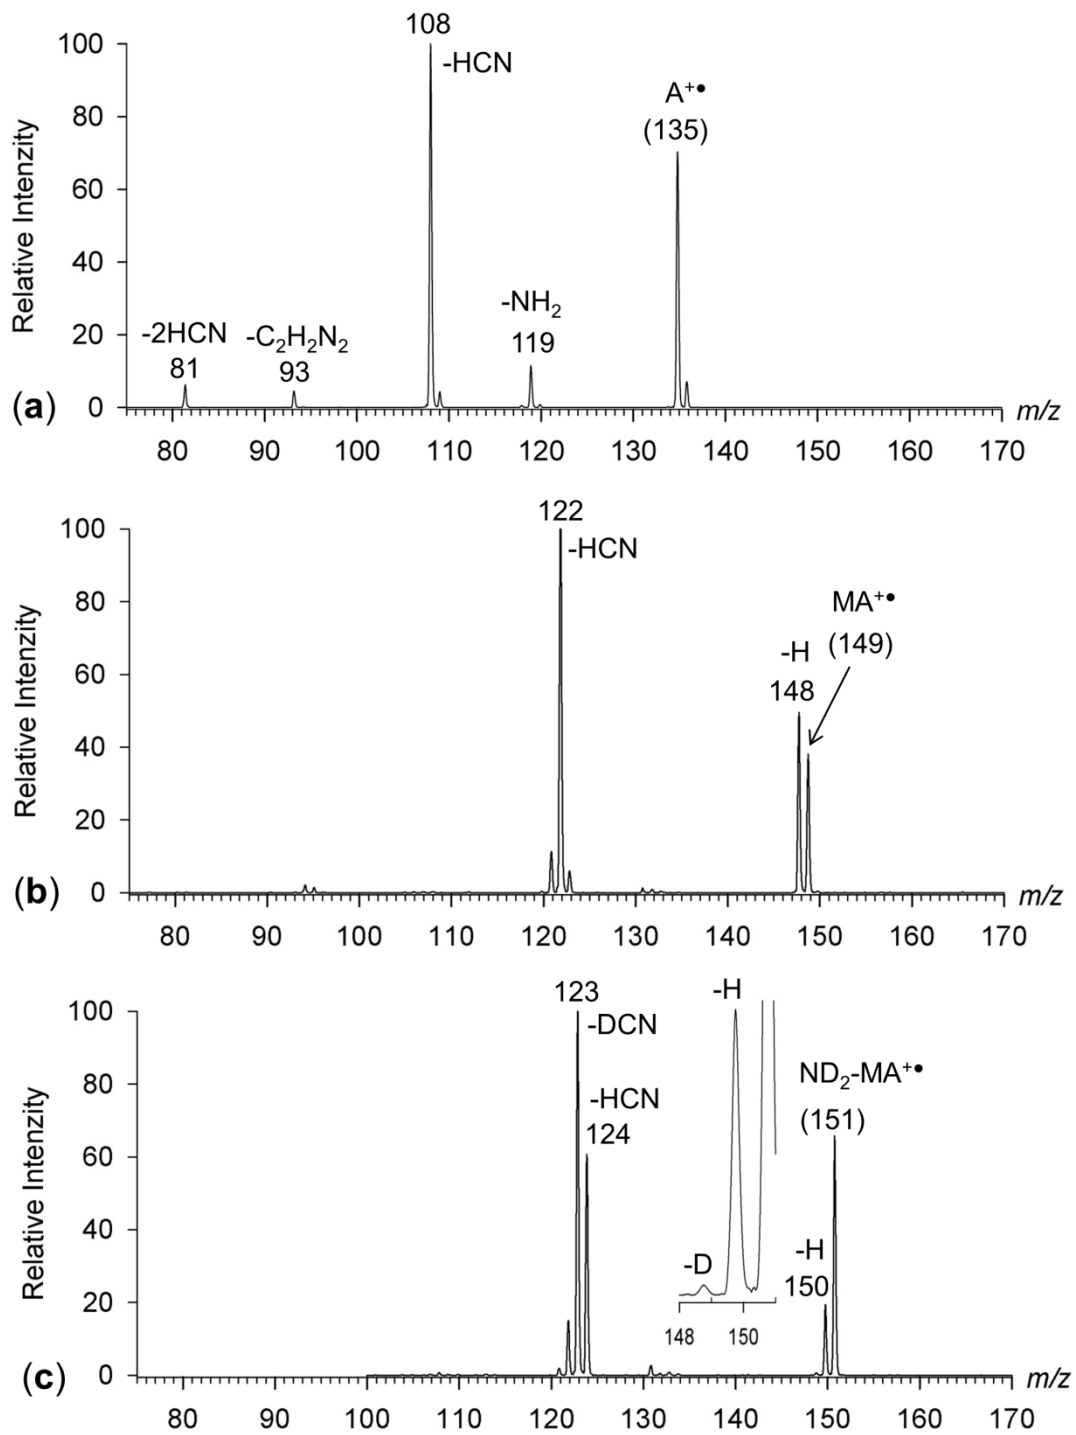 108
-HCN
A⁺•
(135)
-NH₂
119
-2HCN
81
-C₂H₂N₂
93
Relative Intenzity
100
80
60
40
20
0
(a)
m/z
80 90 100 110 120 130 140 150 160 170
122
-HCN
MA⁺•
(149)
-H
148
Relative Intenzity
100
80
60
40
20
0
(b)
m/z
80 90 100 110 120 130 140 150 160 170
123
-DCN
-HCN
124
-H
-D
148 150
ND₂-MA⁺•
(151)
-H
150
Relative Intenzity
100
80
60
40
20
0
(c)
m/z
80 90 100 110 120 130 140 150 160 170